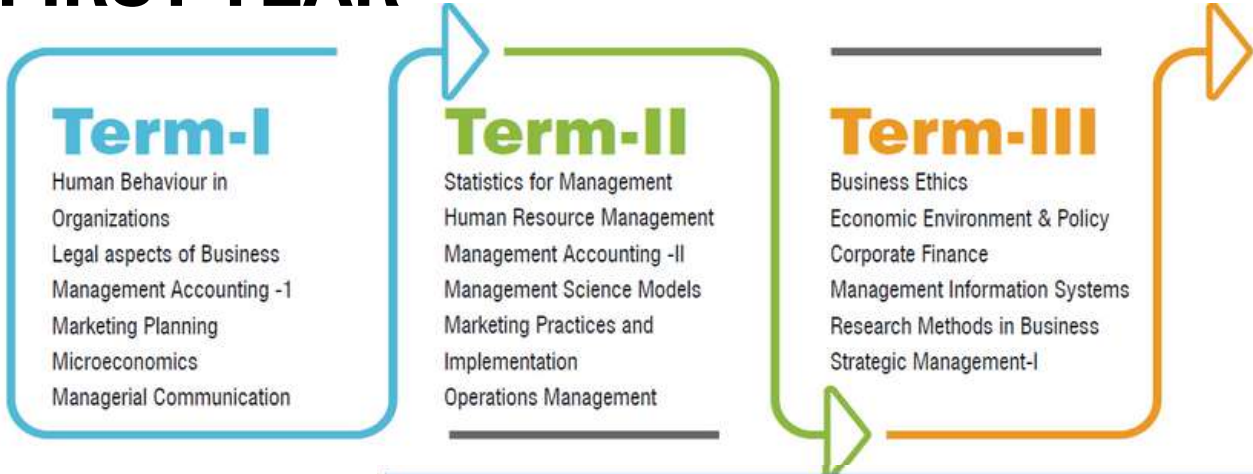 FIRST YEAR
Term-I
Human Behaviour in
Organizations
Legal aspects of Business
Management Accounting -1
Marketing Planning
Microeconomics
Managerial Communication
Term-II
Statistics for Management
Human Resource Management
Management Accounting -II
Management Science Models
Marketing Practices and
Implementation
Operations Management
Term-III
Business Ethics
Economic Environment & Policy
Corporate Finance
Management Information Systems
Research Methods in Business
Strategic Management-I